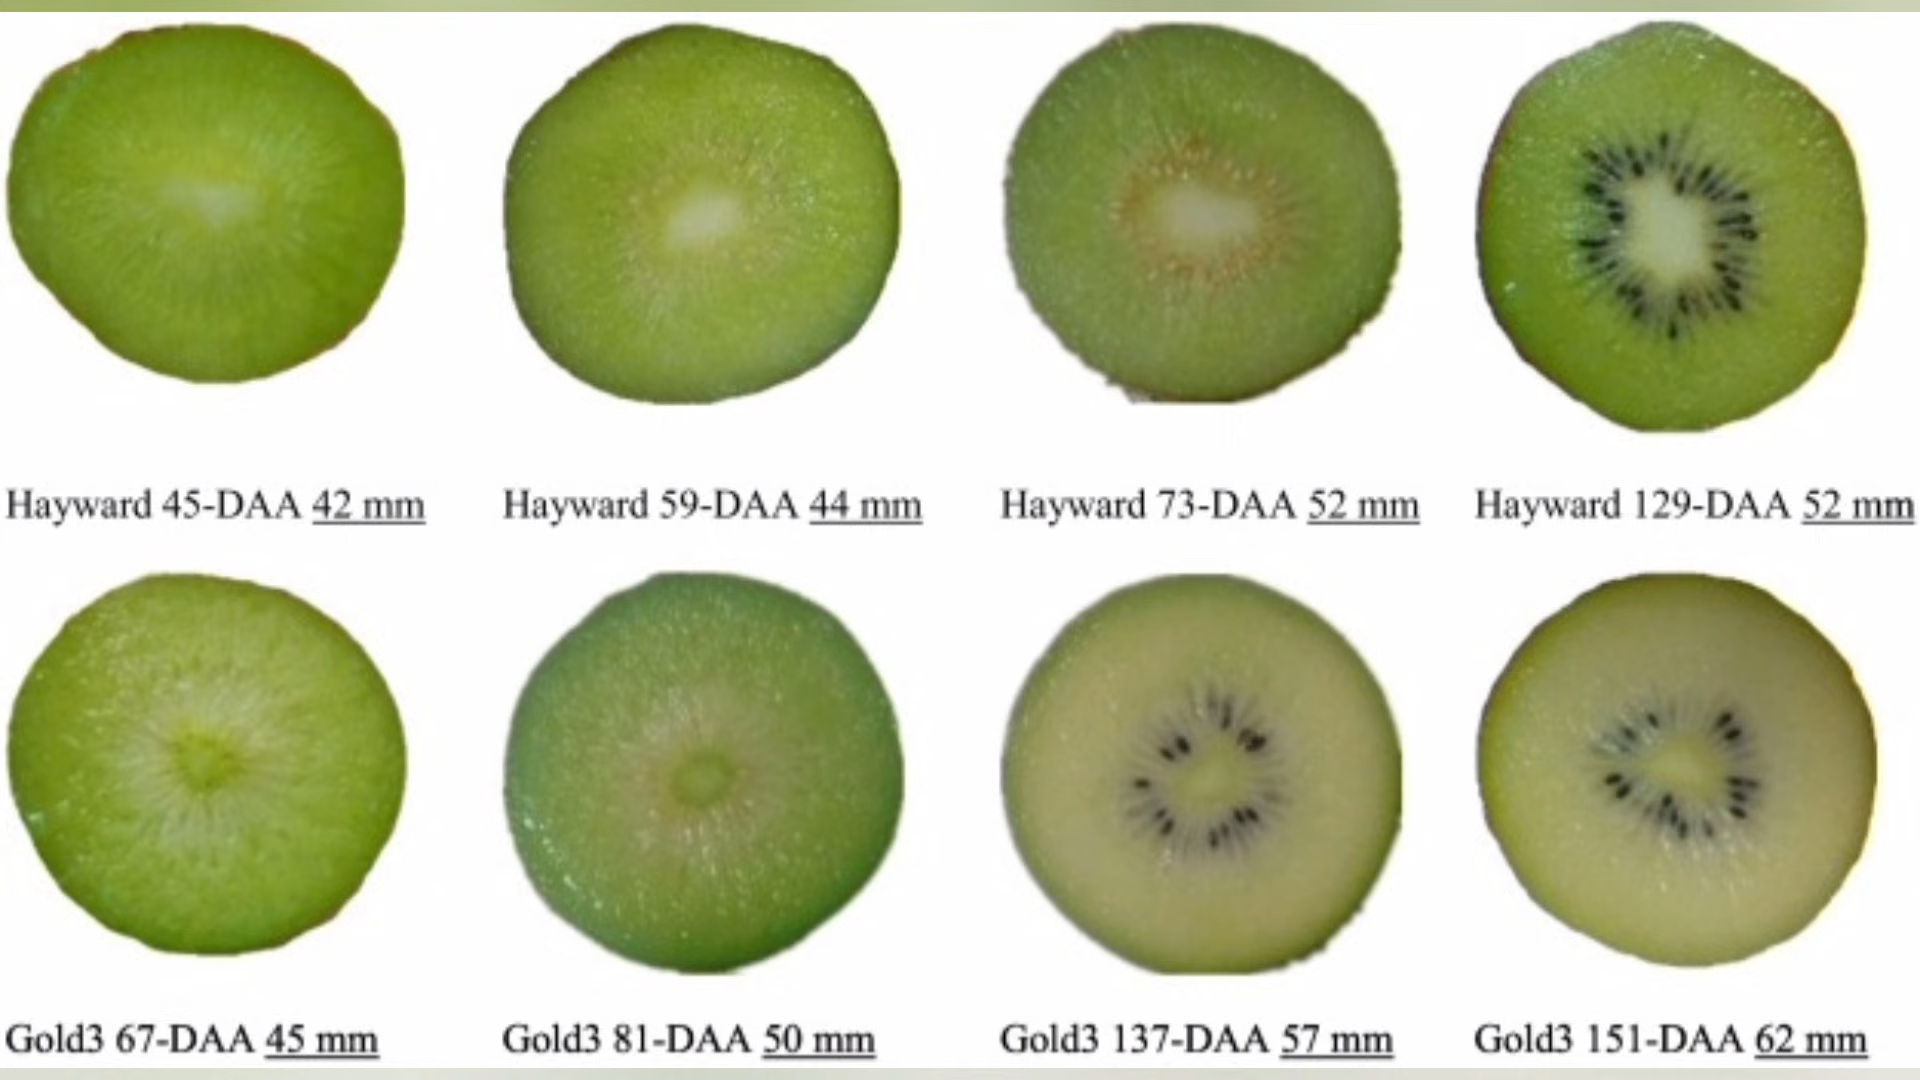 Hayward 45-DAA 42 mm Hayward 59-DAA 44 mm Hayward 73-DAA 52 mm Hayward 129-DAA 52 mm
Gold3 67-DAA 45 mm Gold3 81-DAA 50 mm Gold3 137-DAA 57 mm Gold3 151-DAA 62 mm